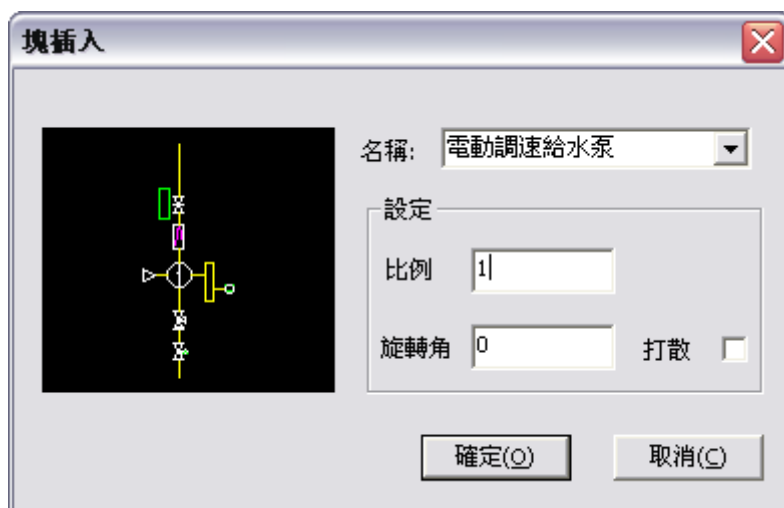 塊插入
名稱: 電動調速給水泵
設定
比例 1
旋轉角 0 打散
確定(O) 取消(C)